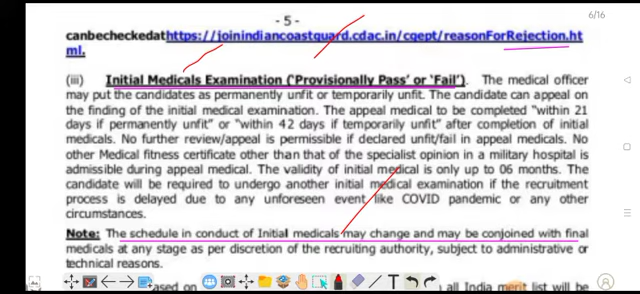 - 5 -
6/16
canbecheckedathttps://joinindiancoastguard.cdac.in/cgept/reasonForRejection.ht
ml.
(iii) Initial Medicals Examination ('Provisionally Pass' or 'Fail'). The medical officer
may put the candidates as permanently unfit or temporarily unfit. The candidate can appeal on
the finding of the initial medical examination. The appeal medical to be completed "within 21
days if permanently unfit" or "within 42 days if temporarily unfit" after completion of initial
medicals. No further review/appeal is permissible if declared unfit/fail in appeal medicals. No
other Medical fitness certificate other than that of the specialist opinion in a military hospital is
admissible during appeal medical. The validity of initial medical is only up to 06 months. The
candidate will be required to undergo another initial medical examination if the recruitment
process is delayed due to any unforeseen event like COVID pandemic or any other
circumstances.
Note: The schedule in conduct of Initial medicals may change and may be conjoined with final
medicals at any stage as per discretion of the recruiting authority, subject to administrative or
technical reasons.
based on all India merit list will be